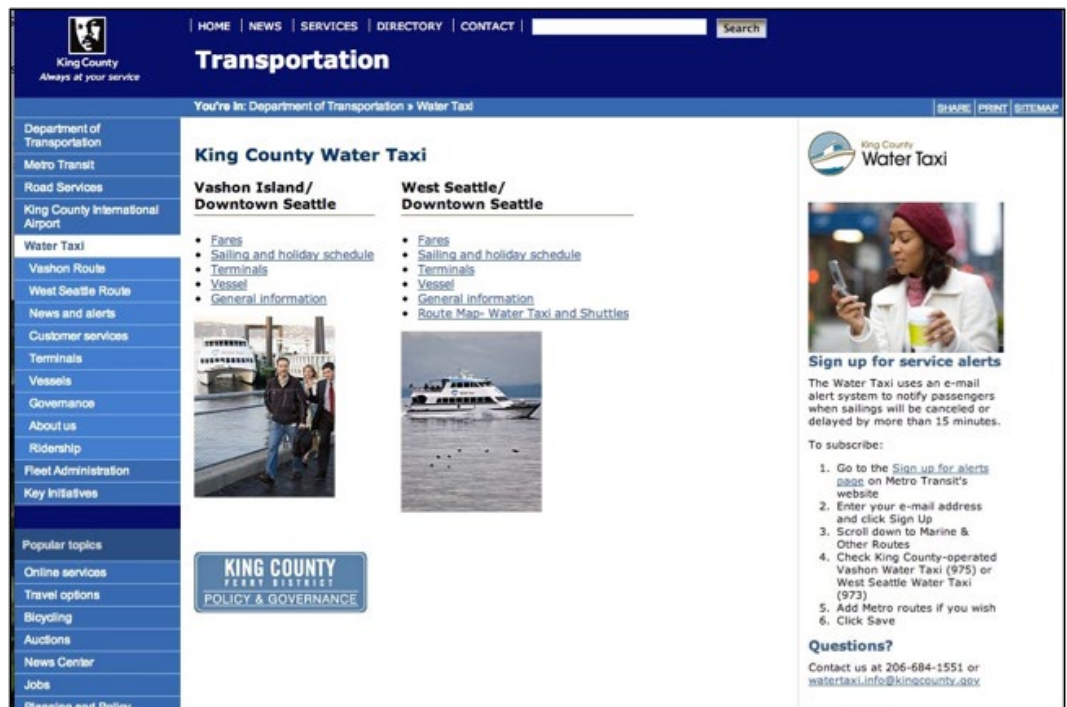 King County
Always at your service
HOME | NEWS | SERVICES | DIRECTORY | CONTACT |
Search
Transportation
You're in: Department of Transportation » Water Taxi
SHARE PRINT SITEMAP
Department of
Transportation
Metro Transit
Road Services
King County International
Airport
Water Taxi
Vashon Route
West Seattle Route
News and alerts
Customer services
Terminals
Vessels
Governance
About us
Ridership
Fleet Administration
Key Initiatives
Popular topics
Online services
Travel options
Bicycling
Auctions
News Center
Jobs
Planning and Policy
King County Water Taxi
Vashon Island/
Downtown Seattle
• Fares
• Sailing and holiday schedule
• Terminals
• Vessel
• General information
West Seattle/
Downtown Seattle
• Fares
• Sailing and holiday schedule
• Terminals
• Vessel
• General information
• Route Map- Water Taxi and Shuttles
KING COUNTY
FERRY DISTRICT
POLICY & GOVERNANCE
King County
Water Taxi
Sign up for service alerts
The Water Taxi uses an e-mail
alert system to notify passengers
when sailings will be canceled or
delayed by more than 15 minutes.
To subscribe:
1. Go to the Sign up for alerts
page on Metro Transit's
website
2. Enter your e-mail address
and click Sign Up
3. Scroll down to Marine &
Other Routes
4. Check King County-operated
Vashon Water Taxi (975) or
West Seattle Water Taxi
(973)
5. Add Metro routes if you wish
6. Click Save
Questions?
Contact us at 206-684-1551 or
watertaxi.info@kingcounty.gov